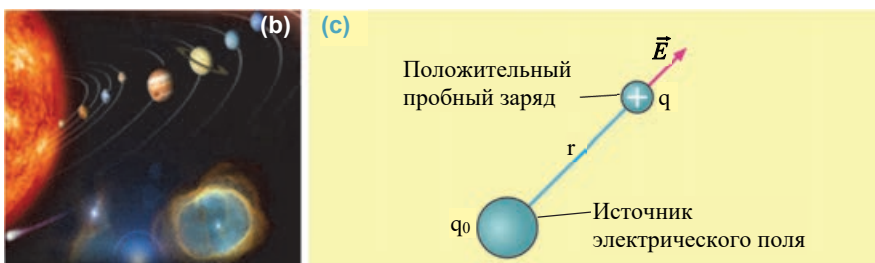 (b)
(c)
E
Положительный
пробный заряд
q
r
q₀
Источник
электрического поля